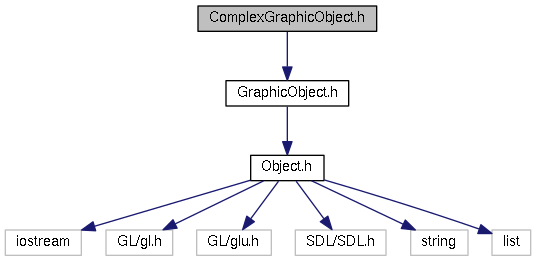 ComplexGraphicObject.h
GraphicObject.h
Object.h
iostream
GL/gl.h
GL/glu.h
SDL/SDL.h
string
list